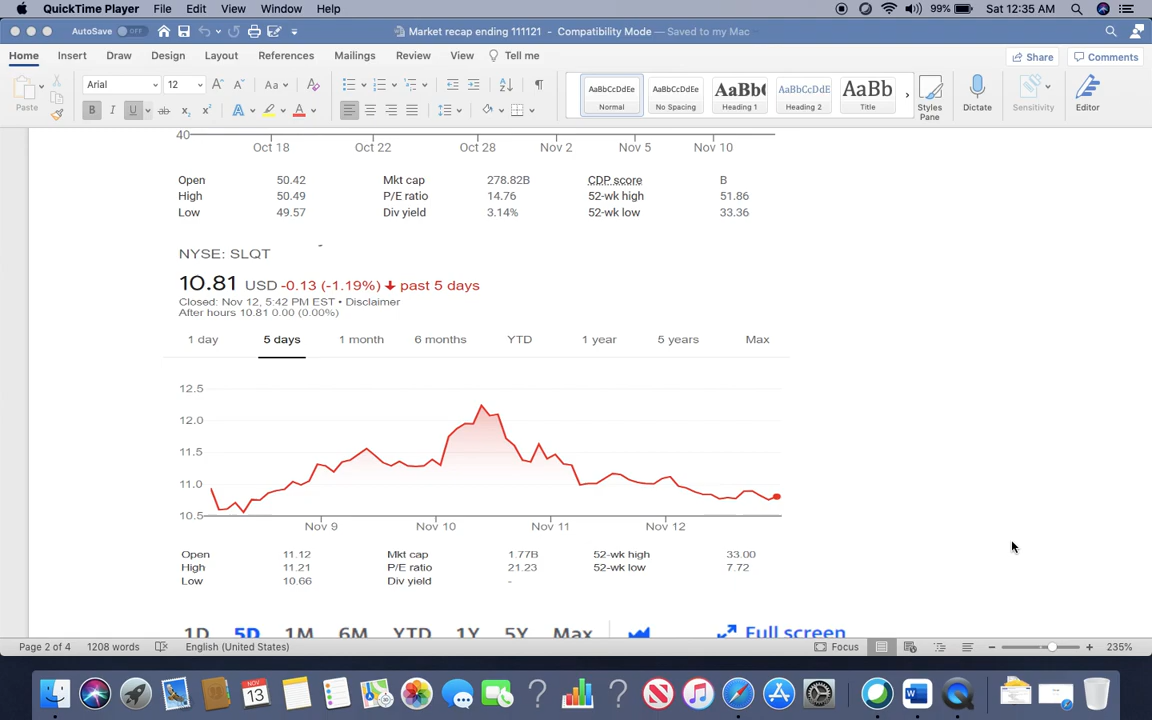 QuickTime Player File Edit View Window Help 99% Sat 12:35 AM
AutoSave OFF Market recap ending 111121 - Compatibility Mode — Saved to my Mac
Home Insert Draw Design Layout References Mailings Review View Tell me Share Comments
Paste Arial 12 A A Aa A ab x₂ x² A A A ¶
AaBbCcDdEe AaBbCcDdEe AaBbC AaBbCcDdE AaBb
Normal No Spacing Heading 1 Heading 2 Title
Styles Pane Dictate Sensitivity Editor
B I U
40
Oct 18 Oct 22 Oct 28 Nov 2 Nov 5 Nov 10
Open 50.42 Mkt cap 278.82B CDP score B
High 50.49 P/E ratio 14.76 52-wk high 51.86
Low 49.57 Div yield 3.14% 52-wk low 33.36
NYSE: SLQT
10.81 USD -0.13 (-1.19%) ↓ past 5 days
Closed: Nov 12, 5:42 PM EST • Disclaimer
After hours 10.81 0.00 (0.00%)
1 day 5 days 1 month 6 months YTD 1 year 5 years Max
12.5
12.0
11.5
11.0
10.5
Nov 9 Nov 10 Nov 11 Nov 12
Open 11.12 Mkt cap 1.77B 52-wk high 33.00
High 11.21 P/E ratio 21.23 52-wk low 7.72
Low 10.66 Div yield -
1D 5D 1M 6M YTD 1Y 5Y Max Full screen
Page 2 of 4 1208 words English (United States) Focus 235%
NOV 13